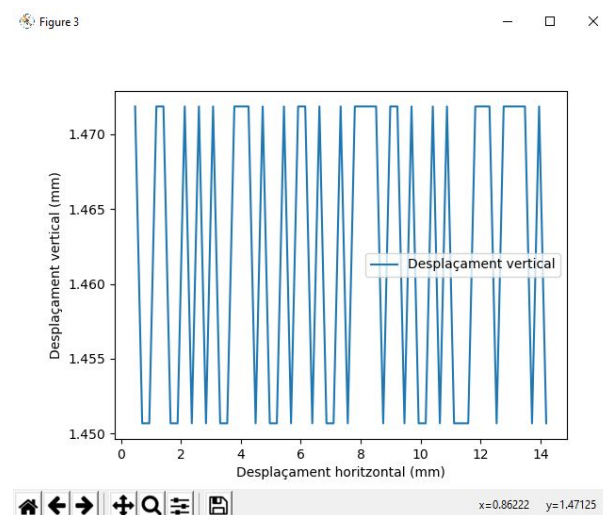 Figure 3
1.470
1.465
1.460
1.455
1.450
Desplaçament vertical (mm)
Desplaçament vertical
0 2 4 6 8 10 12 14
Desplaçament horitzontal (mm)
x=0.86222 y=1.47125